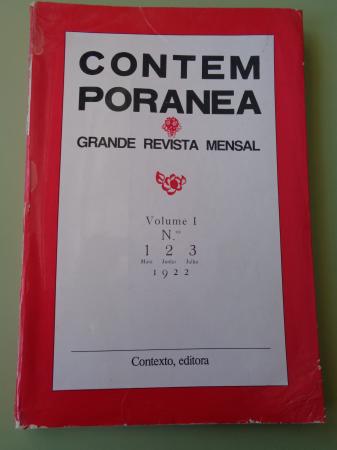 CONTEM
PORANEA
GRANDE REVISTA MENSAL
Volume I
N.os
1 2 3
Maio Junho Julho
1922
Contexto, editora